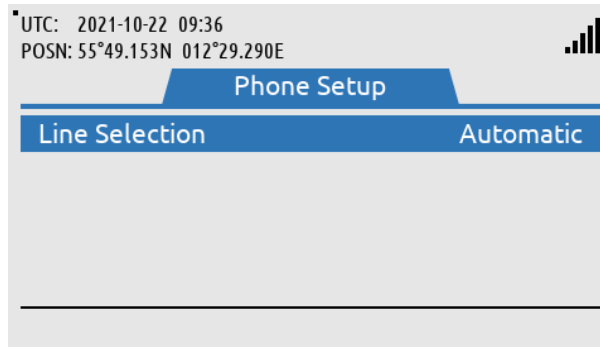 UTC: 2021-10-22 09:36
POSN: 55°49.153N 012°29.290E
Phone Setup
Line Selection Automatic